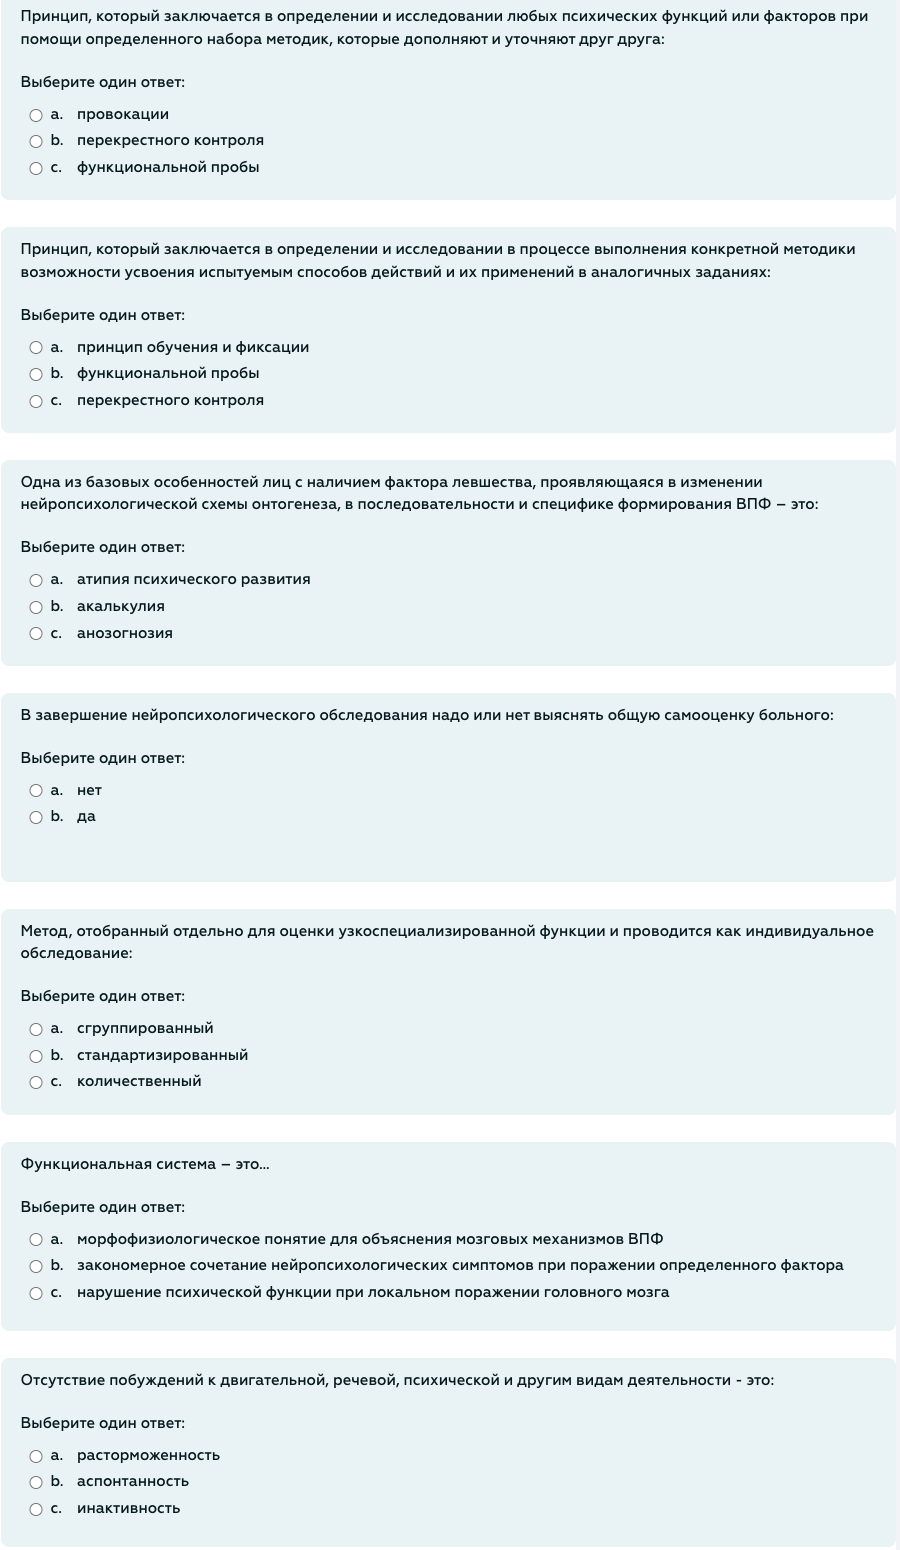 Принцип, который заключается в определении и исследовании любых психических функций или факторов при
помощи определенного набора методик, которые дополняют и уточняют друг друга:
Выберите один ответ:
a. провокации
b. перекрестного контроля
c. функциональной пробы
Принцип, который заключается в определении и исследовании в процессе выполнения конкретной методики
возможности усвоения испытуемым способов действий и их применений в аналогичных заданиях:
Выберите один ответ:
a. принцип обучения и фиксации
b. функциональной пробы
c. перекрестного контроля
Одна из базовых особенностей лиц с наличием фактора левшества, проявляющаяся в изменении
нейропсихологической схемы онтогенеза, в последовательности и специфике формирования ВПФ – это:
Выберите один ответ:
a. атипия психического развития
b. акалькулия
c. анозогнозия
В завершение нейропсихологического обследования надо или нет выяснять общую самооценку больного:
Выберите один ответ:
a. нет
b. да
Метод, отобранный отдельно для оценки узкоспециализированной функции и проводится как индивидуальное
обследование:
Выберите один ответ:
a. сгруппированный
b. стандартизированный
c. количественный
Функциональная система – это...
Выберите один ответ:
a. морфофизиологическое понятие для объяснения мозговых механизмов ВПФ
b. закономерное сочетание нейропсихологических симптомов при поражении определенного фактора
c. нарушение психической функции при локальном поражении головного мозга
Отсутствие побуждений к двигательной, речевой, психической и другим видам деятельности - это:
Выберите один ответ:
a. расторможенность
b. аспонтанность
c. инактивность